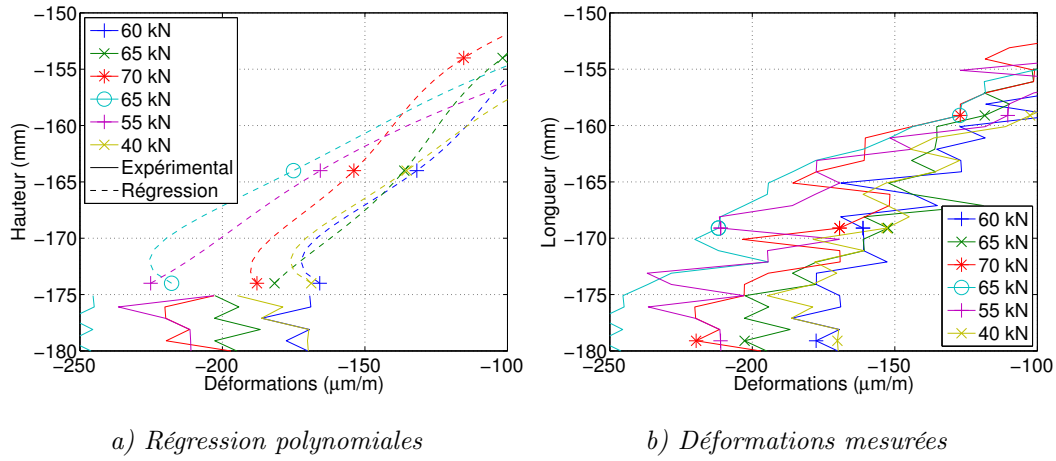 −150
−155
−160
−165
−170
−175
−180
Hauteur (mm)
60 kN
65 kN
70 kN
65 kN
55 kN
40 kN
Expérimental
Régression
−250
−200
−150
−100
Déformations (µm/m)
a) Régression polynomiales
−150
−155
−160
−165
−170
−175
−180
Longueur (mm)
60 kN
65 kN
70 kN
65 kN
55 kN
40 kN
−250
−200
−150
−100
Deformations (µm/m)
b) Déformations mesurées